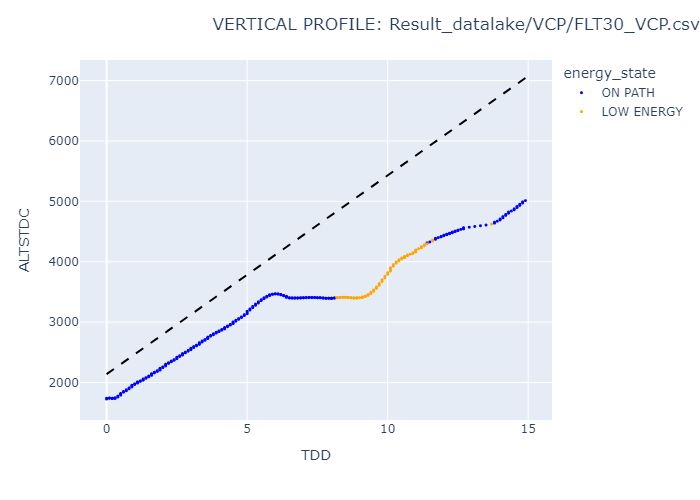 VERTICAL PROFILE: Result_datalake/VCP/FLT30_VCP.csv
energy_state
ON PATH
LOW ENERGY
ALTSTDC
7000
6000
5000
4000
3000
2000
0
5
10
15
TDD